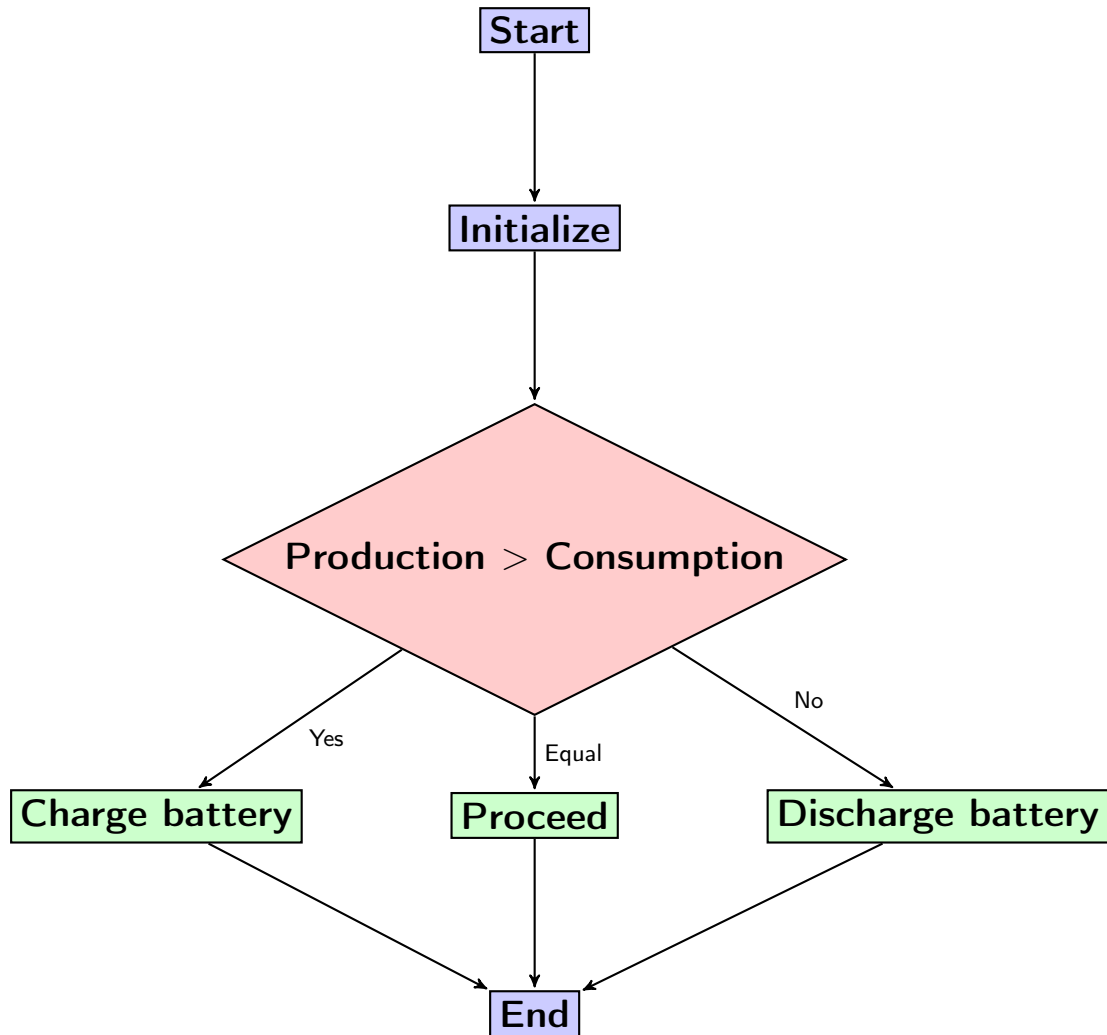 Start
Initialize
Production > Consumption
No
Yes
Equal
Charge battery
Proceed
Discharge battery
End